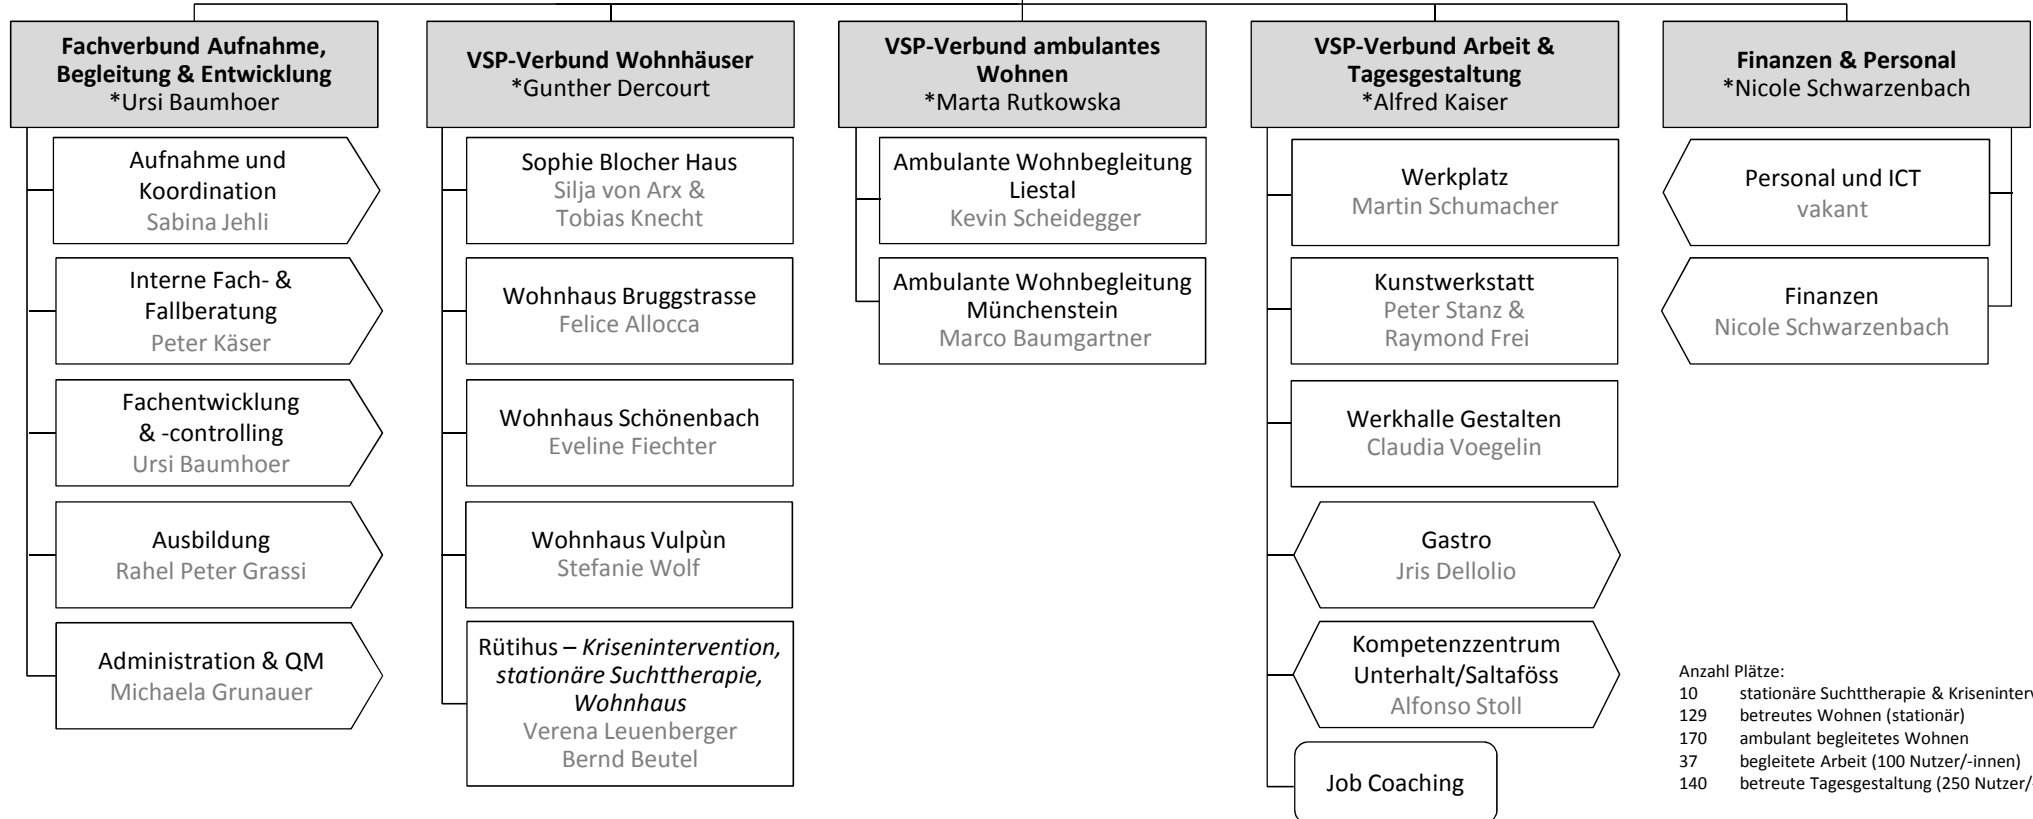 Fachverbund Aufnahme,
Begleitung & Entwicklung
*Ursi Baumhoer
Aufnahme und
Koordination
Sabina Jehli
Interne Fach- &
Fallberatung
Peter Käser
Fachentwicklung
& -controlling
Ursi Baumhoer
Ausbildung
Rahel Peter Grassi
Administration & QM
Michaela Grunauer
VSP-Verbund Wohnhäuser
*Gunther Dercourt
Sophie Blocher Haus
Silja von Arx &
Tobias Knecht
Wohnhaus Bruggstrasse
Felice Allocca
Wohnhaus Schönenbach
Eveline Fiechter
Wohnhaus Vulpùn
Stefanie Wolf
Rütihus – Krisenintervention,
stationäre Suchttherapie,
Wohnhaus
Verena Leuenberger
Bernd Beutel
VSP-Verbund ambulantes
Wohnen
*Marta Rutkowska
Ambulante Wohnbegleitung
Liestal
Kevin Scheidegger
Ambulante Wohnbegleitung
Münchenstein
Marco Baumgartner
VSP-Verbund Arbeit &
Tagesgestaltung
*Alfred Kaiser
Werkplatz
Martin Schumacher
Kunstwerkstatt
Peter Stanz &
Raymond Frei
Werkhalle Gestalten
Claudia Voegelin
Gastro
Jris Dellolio
Kompetenzzentrum
Unterhalt/Saltaföss
Alfonso Stoll
Job Coaching
Finanzen & Personal
*Nicole Schwarzenbach
Personal und ICT
vakant
Finanzen
Nicole Schwarzenbach
Anzahl Plätze:
10 stationäre Suchttherapie &
129 betreutes Wohnen (stationär)
170 ambulant begleitetes Wohnen
37 begleitete Arbeit (100 Nutzer/-innen)
140 betreute Tagesgestaltung (250 Nutzer/